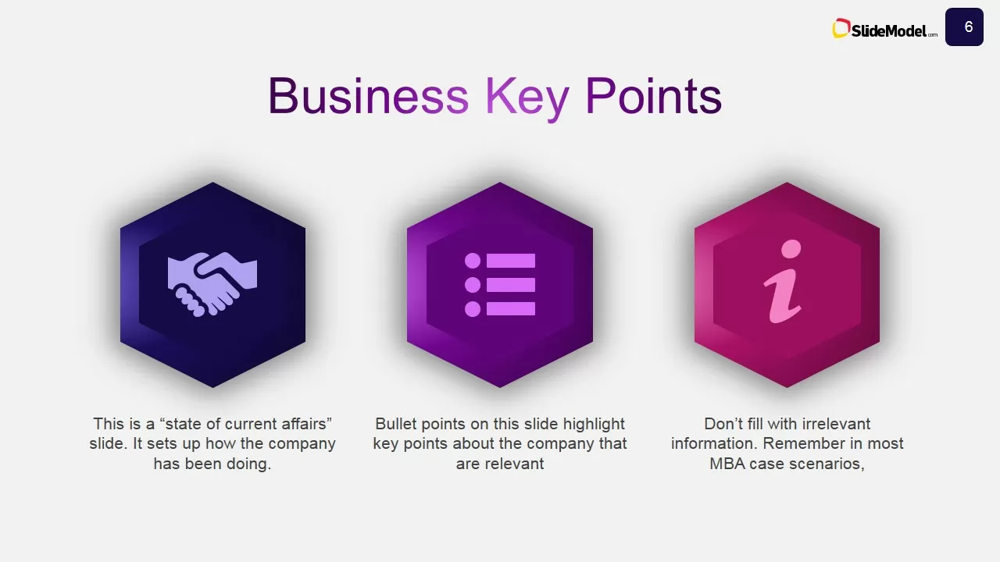 SlideModel.com
6
Business Key Points
This is a “state of current affairs”
slide. It sets up how the company
has been doing.
Bullet points on this slide highlight
key points about the company that
are relevant
Don’t fill with irrelevant
information. Remember in most
MBA case scenarios,